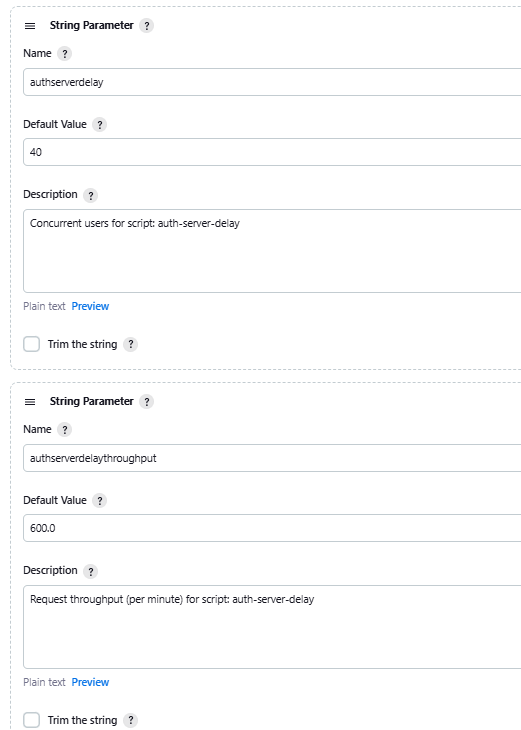 String Parameter ?
Name ?
authserverdelay
Default Value ?
40
Description ?
Concurrent users for script: auth-server-delay
Plain text Preview
Trim the string ?
String Parameter ?
Name ?
authserverdelaythroughput
Default Value ?
600.0
Description ?
Request throughput (per minute) for script: auth-server-delay
Plain text Preview
Trim the string ?